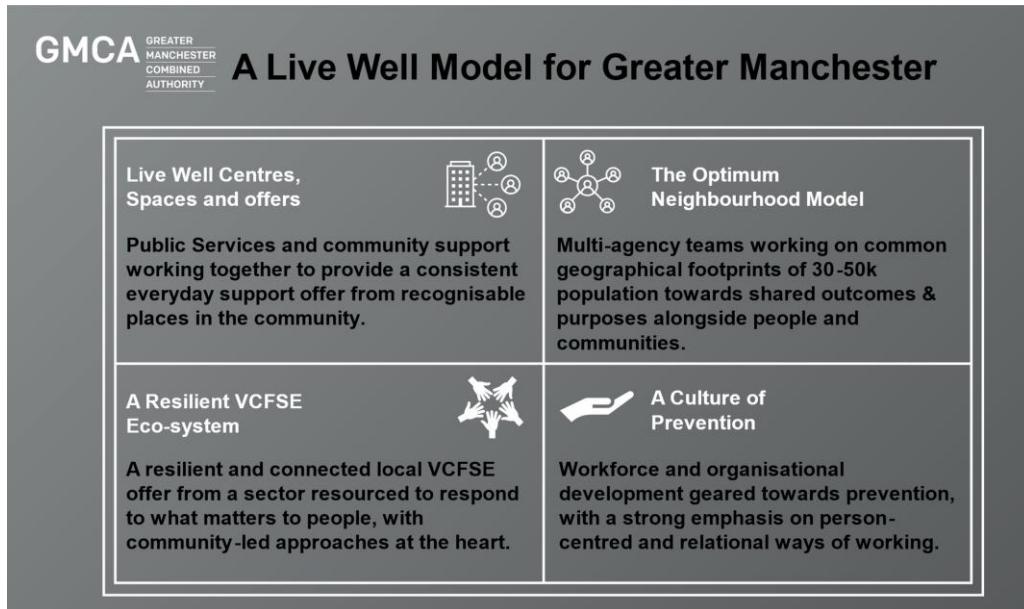 GMCA
GREATER
MANCHESTER
COMBINED
AUTHORITY
A Live Well Model for Greater Manchester
Live Well Centres,
Spaces and offers
Public Services and community support
working together to provide a consistent
everyday support offer from recognisable
places in the community.
The Optimum
Neighbourhood Model
Multi-agency teams working on common
geographical footprints of 30-50k
population towards shared outcomes &
purposes alongside people and
communities.
A Resilient VCFSE
Eco-system
A resilient and connected local VCFSE
offer from a sector resourced to respond
to what matters to people, with
community-led approaches at the heart.
A Culture of
Prevention
Workforce and organisational
development geared towards prevention,
with a strong emphasis on person-
centred and relational ways of working.